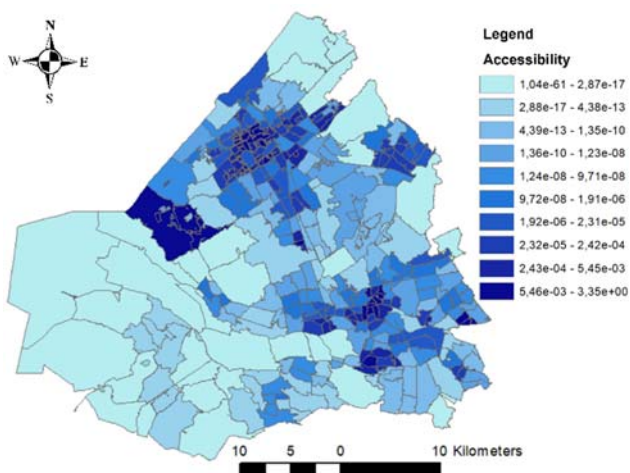 N
W E
S
Legend
Accessibility
1,04e-61 - 2,87e-17
2,88e-17 - 4,38e-13
4,39e-13 - 1,35e-10
1,36e-10 - 1,23e-08
1,24e-08 - 9,71e-08
9,72e-08 - 1,91e-06
1,92e-06 - 2,31e-05
2,32e-05 - 2,42e-04
2,43e-04 - 5,45e-03
5,46e-03 - 3,35e+00
10 5 0 10 Kilometers